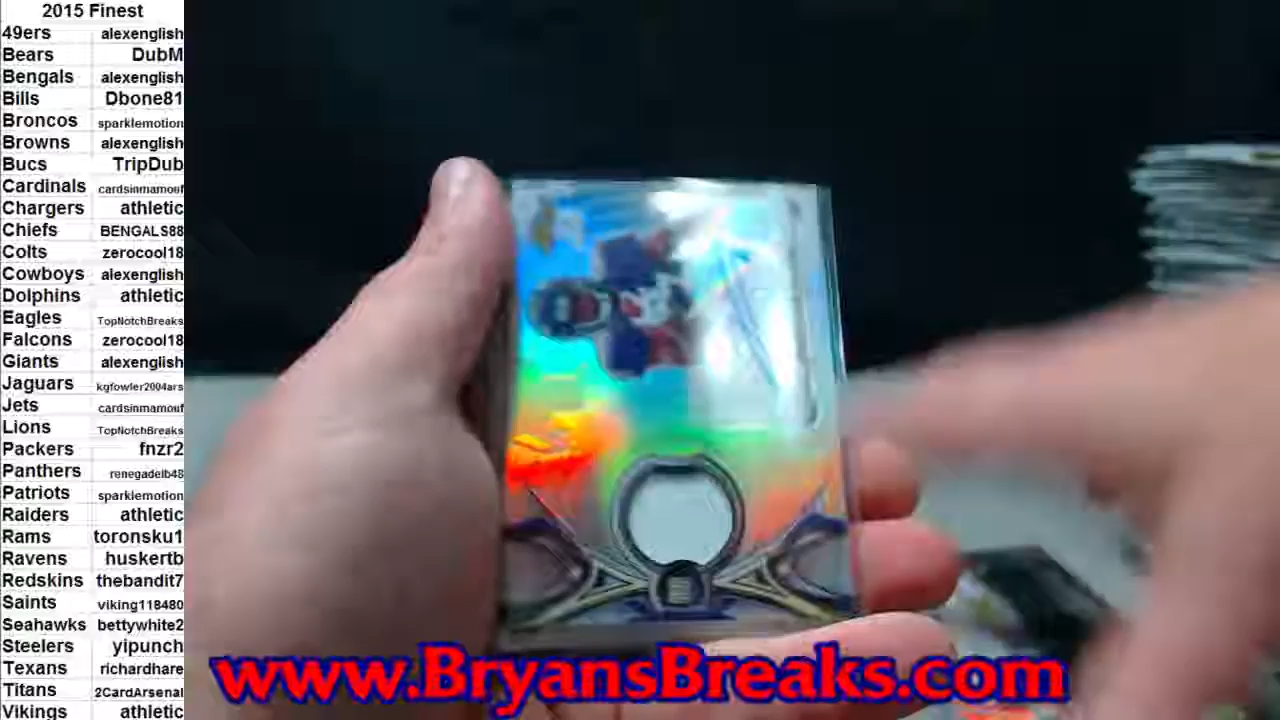 2015 Finest
49ers alexenglish
Bears DubM
Bengals alexenglish
Bills Dbone81
Broncos sparklemotion
Browns alexenglish
Bucs TripDub
Cardinals cardsinmamouf
Chargers athletic
Chiefs BENGALS88
Colts zerocool18
Cowboys alexenglish
Dolphins athletic
Eagles TopNotchBreaks
Falcons zerocool18
Giants alexenglish
Jaguars kgfowler2004ars
Jets cardsinmamouf
Lions TopNotchBreaks
Packers fnzr2
Panthers renegadelb48
Patriots sparklemotion
Raiders athletic
Rams toronsku1
Ravens huskertb
Redskins thebandit7
Saints viking118480
Seahawks bettywhite2
Steelers yipunch
Texans richardhare
Titans 2CardArsenal
Vikings athletic
www.BryansBreaks.com